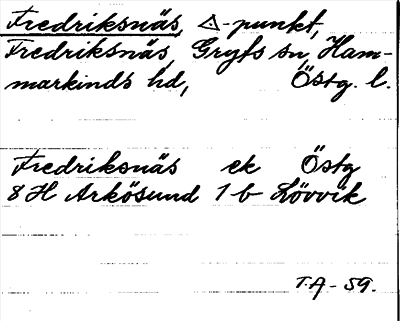 Fredriksnäs, △-punkt,
Fredriksnäs, Gryts sn, Ham-
markinds hd, Östg. l.
Fredriksnäs ek Östg
8 H Arkösund 1 b Lövvik
T.A - 59.